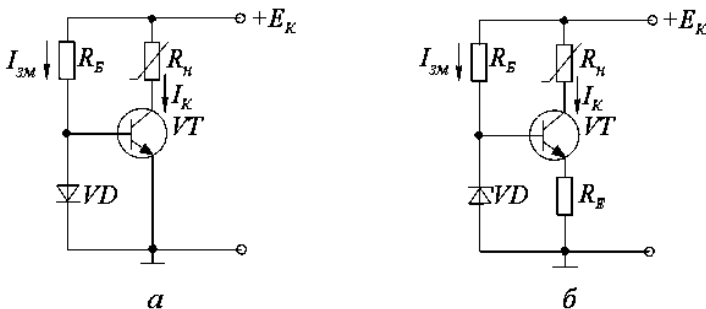 +E_К
I_зм R_Б R_н
I_К
VT
VD
а
+E_К
I_зм R_Б R_н
I_К
VT
VD R_Е
б